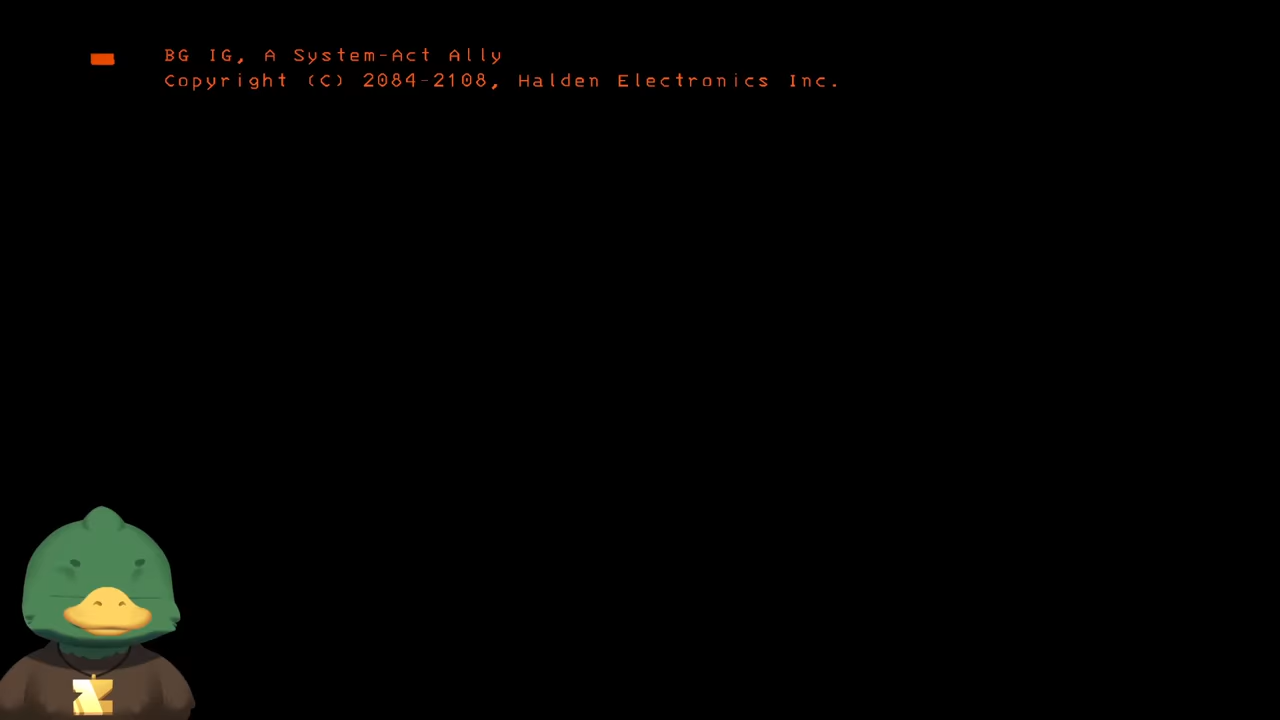 BG IG, A System-Act Ally
Copyright (C) 2084-2108, Halden Electronics Inc.
Z